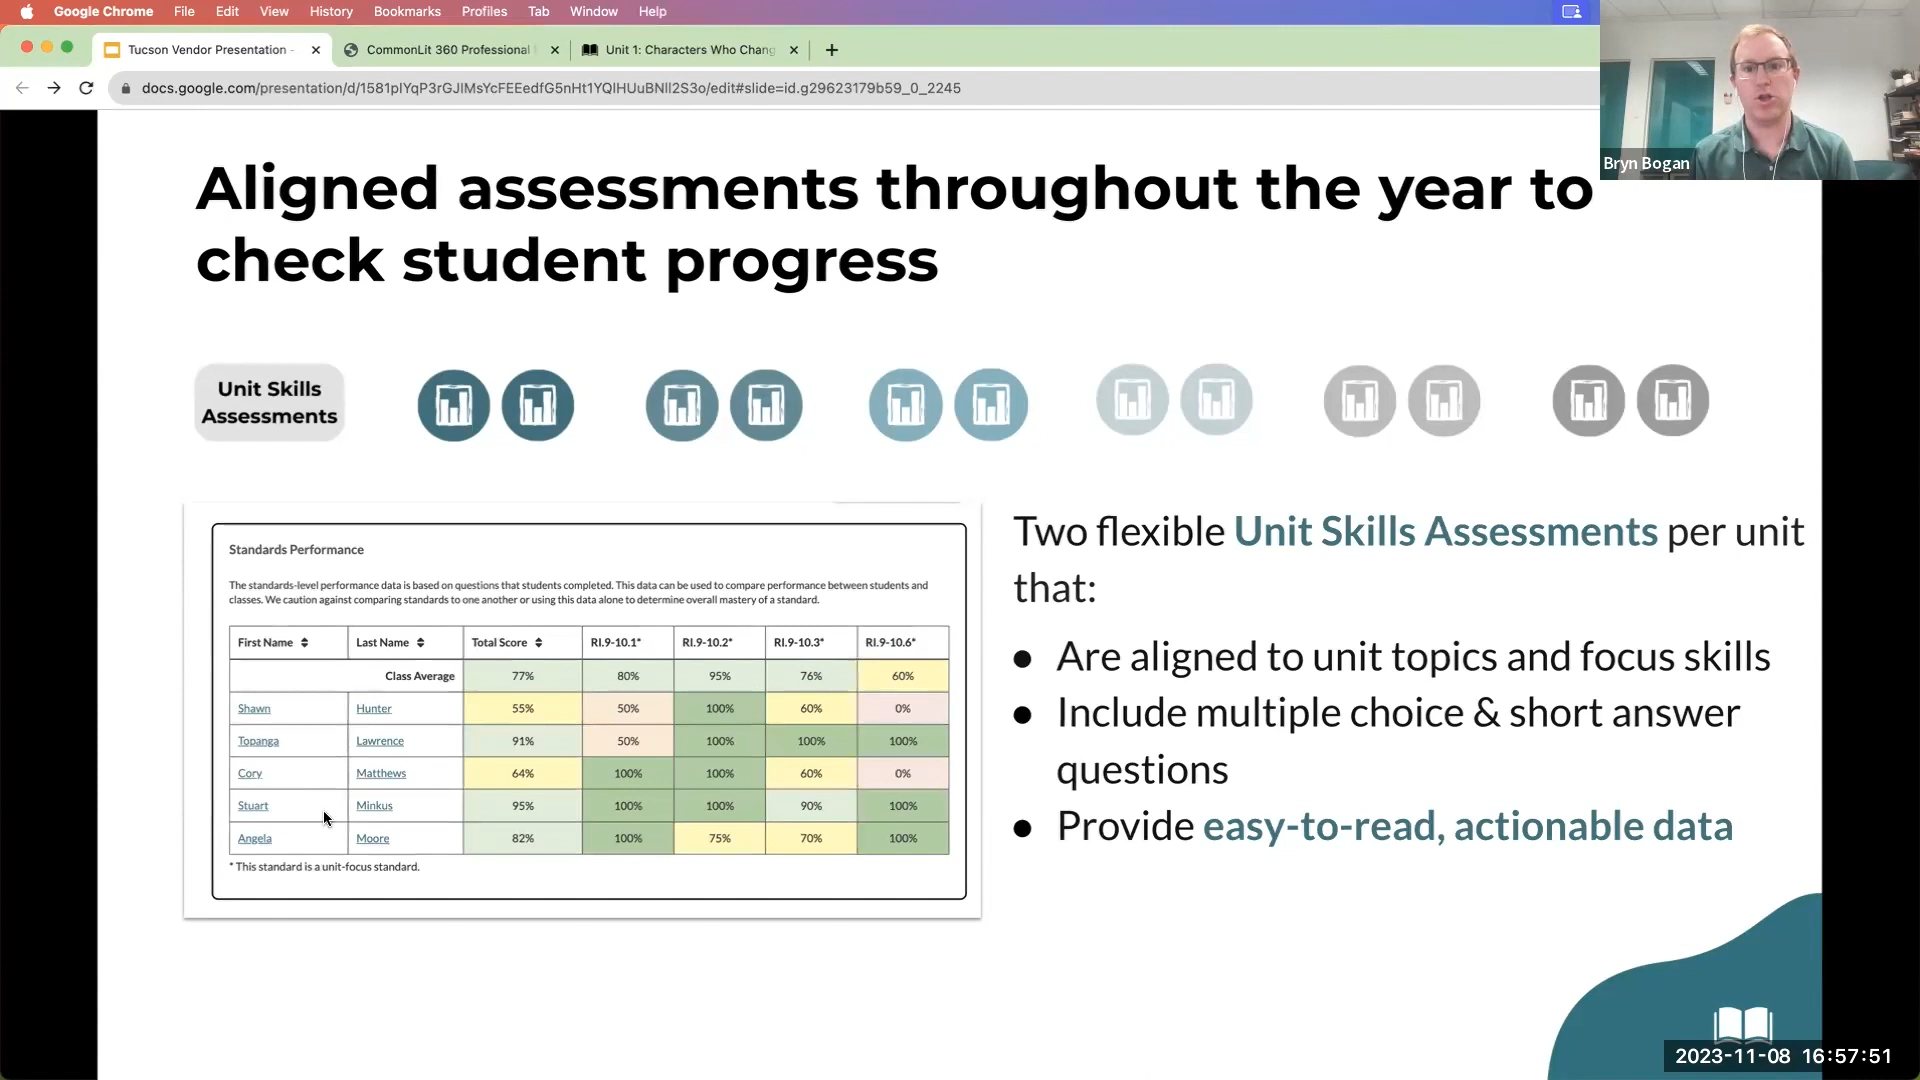 Google Chrome File Edit View History Bookmarks Profiles Tab Window Help
Tucson Vendor Presentation - CommonLit 360 Professional Unit 1: Characters Who Chang
docs.google.com/presentation/d/1581pIYqP3rGJIMsYcFEEedfG5nHt1YQIHUuBNll2S3o/edit#slide=id.g29623179b59_0_2245
Bryn Bogan
Aligned assessments throughout the year to
check student progress
Unit Skills
Assessments
Standards Performance
The standards-level performance data is based on questions that students completed. This data can be used to compare performance between students and
classes. We caution against comparing standards to one another or using this data alone to determine overall mastery of a standard.
First Name Last Name Total Score RI.9-10.1* RI.9-10.2* RI.9-10.3* RI.9-10.6*
Class Average 77% 80% 95% 76% 60%
Shawn Hunter 55% 50% 100% 60% 0%
Topanga Lawrence 91% 50% 100% 100% 100%
Cory Matthews 64% 100% 100% 60% 0%
Stuart Minkus 95% 100% 100% 90% 100%
Angela Moore 82% 100% 75% 70% 100%
* This standard is a unit-focus standard.
Two flexible Unit Skills Assessments per unit
that:
● Are aligned to unit topics and focus skills
● Include multiple choice & short answer
questions
● Provide easy-to-read, actionable data
2023-11-08 16:57:51